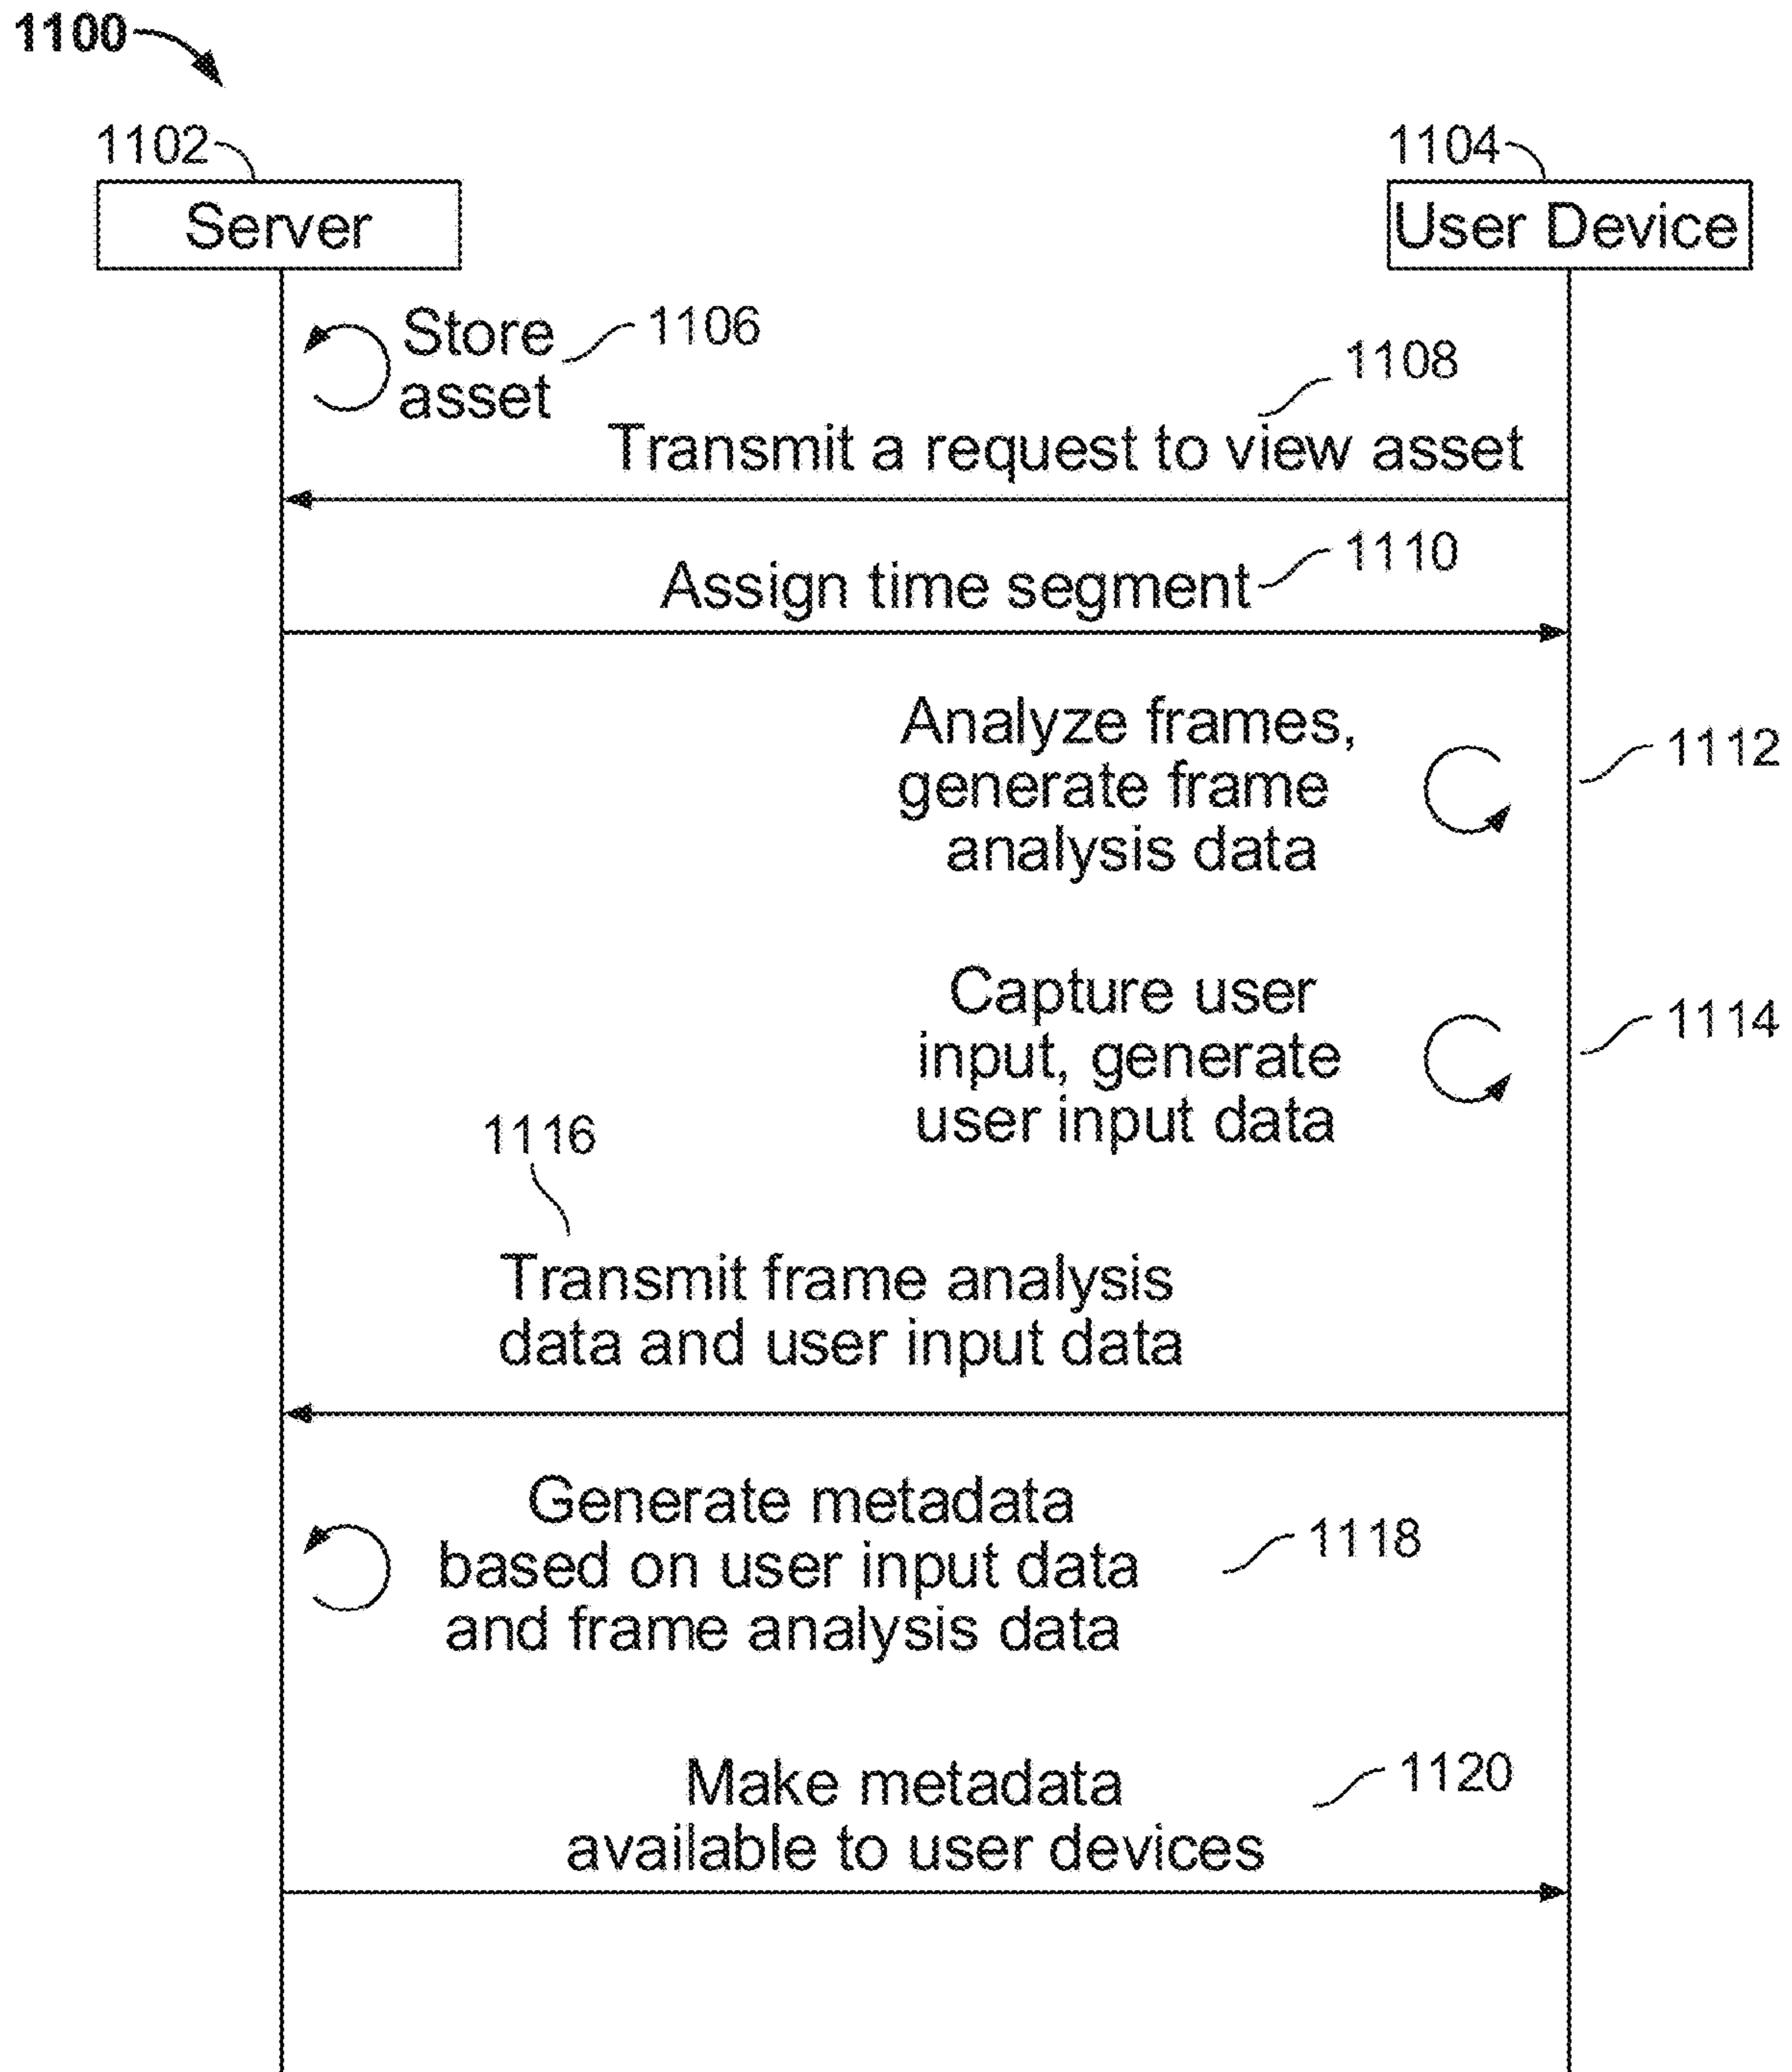 1100
1102
1104
Server
User Device
Store
asset
1106
1108
Transmit a request to view asset
1110
Assign time segment
Analyze frames,
generate frame
analysis data
1112
Capture user
input, generate
user input data
1114
1116
Transmit frame analysis
data and user input data
Generate metadata
based on user input data
and frame analysis data
1118
Make metadata
available to user devices
1120